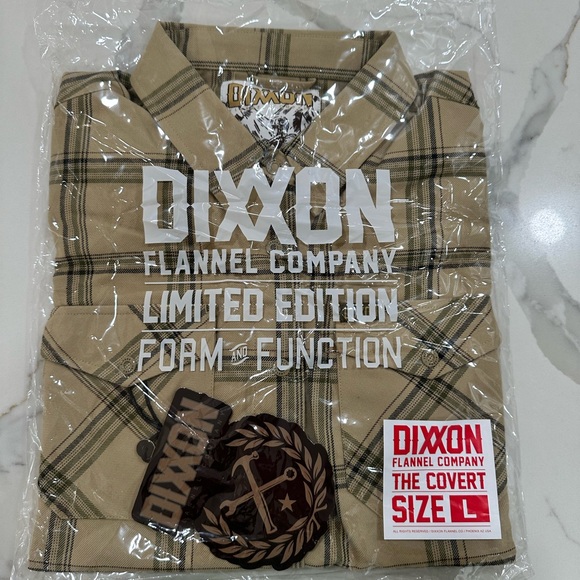 DIXXON
DIXXON
FLANNEL COMPANY
LIMITED EDITION
FORM AND FUNCTION
DIXXON
DIXXON
FLANNEL COMPANY
THE COVERT
SIZE L